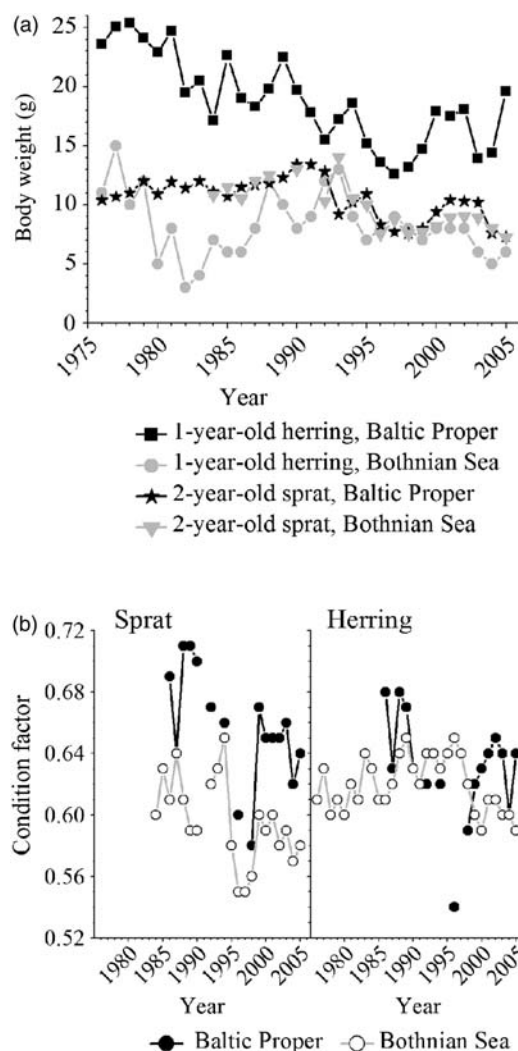 (a)
25
20
15
10
5
0
Body weight (g)
1975 1980 1985 1990 1995 2000 2005
Year
1-year-old herring, Baltic Proper
1-year-old herring, Bothnian Sea
2-year-old sprat, Baltic Proper
2-year-old sprat, Bothnian Sea
(b)
Sprat Herring
0.72
0.68
0.64
0.60
0.56
0.52
Condition factor
1980 1985 1990 1995 2000 2005 1980 1985 1990 1995 2000 2005
Year Year
Baltic Proper Bothnian Sea